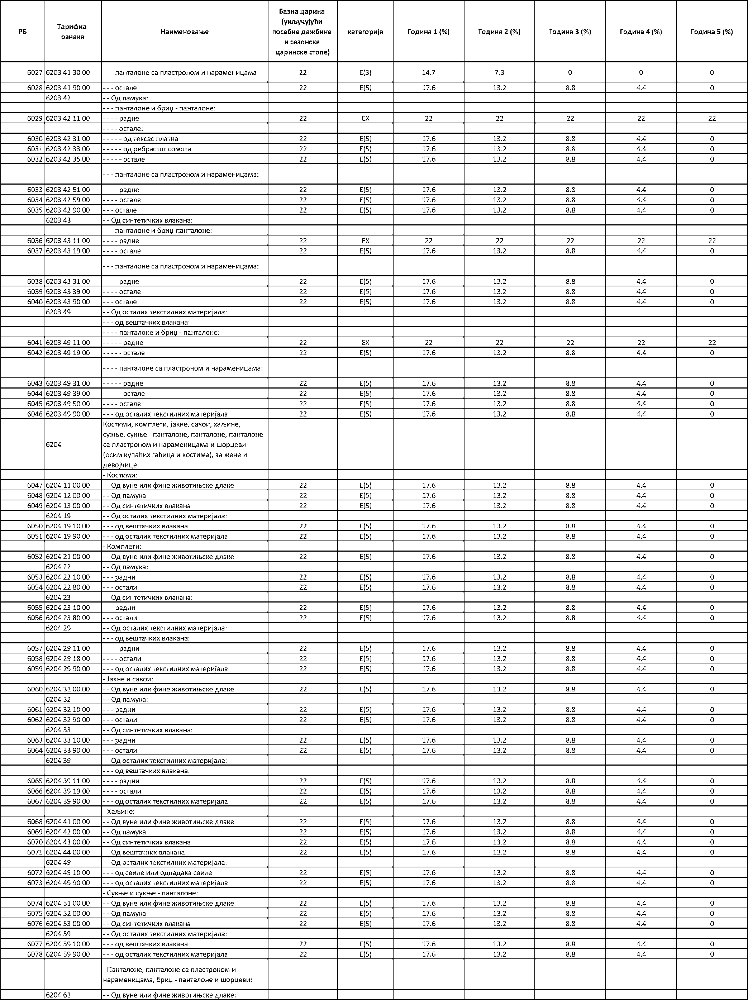 РБ Тарифна ознака Наименовање Базна царина (укључујући посебне дажбине и сезонске царинске стопе) категорија Година 1 (%) Година 2 (%) Година 3 (%) Година 4 (%) Година 5 (%)
6027 6203 41 30 00 - - - панталоне са пластроном и нараменицама 22 E(3) 14.7 7.3 0 0 0
6028 6203 41 90 00 - - - остале 22 E(5) 17.6 13.2 8.8 4.4 0
6203 42 - - Од памука:
- - - панталоне и бриџ - панталоне:
6029 6203 42 11 00 - - - - радне 22 EX 22 22 22 22 22
- - - - остале:
6030 6203 42 31 00 - - - - - од тексас платна 22 E(5) 17.6 13.2 8.8 4.4 0
6031 6203 42 33 00 - - - - - од ребрастог сомота 22 E(5) 17.6 13.2 8.8 4.4 0
6032 6203 42 35 00 - - - - - остале 22 E(5) 17.6 13.2 8.8 4.4 0
- - - панталоне са пластроном и нараменицама:
6033 6203 42 51 00 - - - - радне 22 E(5) 17.6 13.2 8.8 4.4 0
6034 6203 42 59 00 - - - - остале 22 E(5) 17.6 13.2 8.8 4.4 0
6035 6203 42 90 00 - - - остале 22 E(5) 17.6 13.2 8.8 4.4 0
6203 43 - - Од синтетичких влакана:
- - - панталоне и бриџ-панталоне:
6036 6203 43 11 00 - - - - радне 22 EX 22 22 22 22 22
6037 6203 43 19 00 - - - - остале 22 E(5) 17.6 13.2 8.8 4.4 0
- - - панталоне са пластроном и нараменицама:
6038 6203 43 31 00 - - - - радне 22 E(5) 17.6 13.2 8.8 4.4 0
6039 6203 43 39 00 - - - - остале 22 E(5) 17.6 13.2 8.8 4.4 0
6040 6203 43 90 00 - - - остале 22 E(5) 17.6 13.2 8.8 4.4 0
6203 49 - - Од осталих текстилних материјала:
- - - од вештачких влакана:
- - - - панталоне и бриџ - панталоне:
6041 6203 49 11 00 - - - - - радне 22 EX 22 22 22 22 22
6042 6203 49 19 00 - - - - - остале 22 E(5) 17.6 13.2 8.8 4.4 0
- - - - панталоне са пластроном и нараменицама:
6043 6203 49 31 00 - - - - - радне 22 E(5) 17.6 13.2 8.8 4.4 0
6044 6203 49 39 00 - - - - - остале 22 E(5) 17.6 13.2 8.8 4.4 0
6045 6203 49 50 00 - - - - остале 22 E(5) 17.6 13.2 8.8 4.4 0
6046 6203 49 90 00 - - - од осталих текстилних материјала 22 E(5) 17.6 13.2 8.8 4.4 0
6204 Костими, комплети, јакне, сакои, хаљине,
сукње, сукње - панталоне, панталоне, панталоне
са пластроном и нараменицама и шорцеви
(осим купаћих гаћица и костима), за жене и
девојчице:
- Костими:
6047 6204 11 00 00 - - Од вуне или фине животињске длаке 22 E(5) 17.6 13.2 8.8 4.4 0
6048 6204 12 00 00 - - Од памука 22 E(5) 17.6 13.2 8.8 4.4 0
6049 6204 13 00 00 - - Од синтетичких влакана 22 E(5) 17.6 13.2 8.8 4.4 0
6204 19 - - Од осталих текстилних материјала:
6050 6204 19 10 00 - - - од вештачких влакана 22 E(5) 17.6 13.2 8.8 4.4 0
6051 6204 19 90 00 - - - од осталих текстилних материјала 22 E(5) 17.6 13.2 8.8 4.4 0
- Комплети:
6052 6204 21 00 00 - - Од вуне или фине животињске длаке 22 E(5) 17.6 13.2 8.8 4.4 0
6204 22 - - Од памука:
6053 6204 22 10 00 - - - радни 22 E(5) 17.6 13.2 8.8 4.4 0
6054 6204 22 80 00 - - - остали 22 E(5) 17.6 13.2 8.8 4.4 0
6204 23 - - Од синтетичких влакана:
6055 6204 23 10 00 - - - радни 22 E(5) 17.6 13.2 8.8 4.4 0
6056 6204 23 80 00 - - - остали 22 E(5) 17.6 13.2 8.8 4.4 0
6204 29 - - Од осталих текстилних материјала:
- - - од вештачких влакана:
6057 6204 29 11 00 - - - - радни 22 E(5) 17.6 13.2 8.8 4.4 0
6058 6204 29 18 00 - - - - остали 22 E(5) 17.6 13.2 8.8 4.4 0
6059 6204 29 90 00 - - - од осталих текстилних материјала 22 E(5) 17.6 13.2 8.8 4.4 0
- Јакне и сакои:
6060 6204 31 00 00 - - Од вуне или фине животињске длаке 22 E(5) 17.6 13.2 8.8 4.4 0
6204 32 - - Од памука:
6061 6204 32 10 00 - - - радни 22 E(5) 17.6 13.2 8.8 4.4 0
6062 6204 32 90 00 - - - остали 22 E(5) 17.6 13.2 8.8 4.4 0
6204 33 - - Од синтетичких влакана:
6063 6204 33 10 00 - - - радни 22 E(5) 17.6 13.2 8.8 4.4 0
6064 6204 33 90 00 - - - остали 22 E(5) 17.6 13.2 8.8 4.4 0
6204 39 - - Од осталих текстилних материјала:
- - - од вештачких влакана:
6065 6204 39 11 00 - - - - радни 22 E(5) 17.6 13.2 8.8 4.4 0
6066 6204 39 19 00 - - - - остали 22 E(5) 17.6 13.2 8.8 4.4 0
6067 6204 39 90 00 - - - од осталих текстилних материјала 22 E(5) 17.6 13.2 8.8 4.4 0
- Хаљине:
6068 6204 41 00 00 - - Од вуне или фине животињске длаке 22 E(5) 17.6 13.2 8.8 4.4 0
6069 6204 42 00 00 - - Од памука 22 E(5) 17.6 13.2 8.8 4.4 0
6070 6204 43 00 00 - - Од синтетичких влакана 22 E(5) 17.6 13.2 8.8 4.4 0
6071 6204 44 00 00 - - Од вештачких влакана 22 E(5) 17.6 13.2 8.8 4.4 0
6204 49 - - Од осталих текстилних материјала:
6072 6204 49 10 00 - - - од свиле или одпадака свиле 22 E(5) 17.6 13.2 8.8 4.4 0
6073 6204 49 90 00 - - - од осталих текстилних материјала 22 E(5) 17.6 13.2 8.8 4.4 0
- Сукње и сукње - панталоне:
6074 6204 51 00 00 - - Од вуне или фине животињске длаке 22 E(5) 17.6 13.2 8.8 4.4 0
6075 6204 52 00 00 - - Од памука 22 E(5) 17.6 13.2 8.8 4.4 0
6076 6204 53 00 00 - - Од синтетичких влакана 22 E(5) 17.6 13.2 8.8 4.4 0
6204 59 - - Од осталих текстилних материјала:
6077 6204 59 10 00 - - - од вештачких влакана 22 E(5) 17.6 13.2 8.8 4.4 0
6078 6204 59 90 00 - - - од осталих текстилних материјала 22 E(5) 17.6 13.2 8.8 4.4 0
- Панталоне, панталоне са пластроном и
нараменицама, бриџ - панталоне и шорцеви:
6204 61 - - Од вуне или фине животињске длаке: